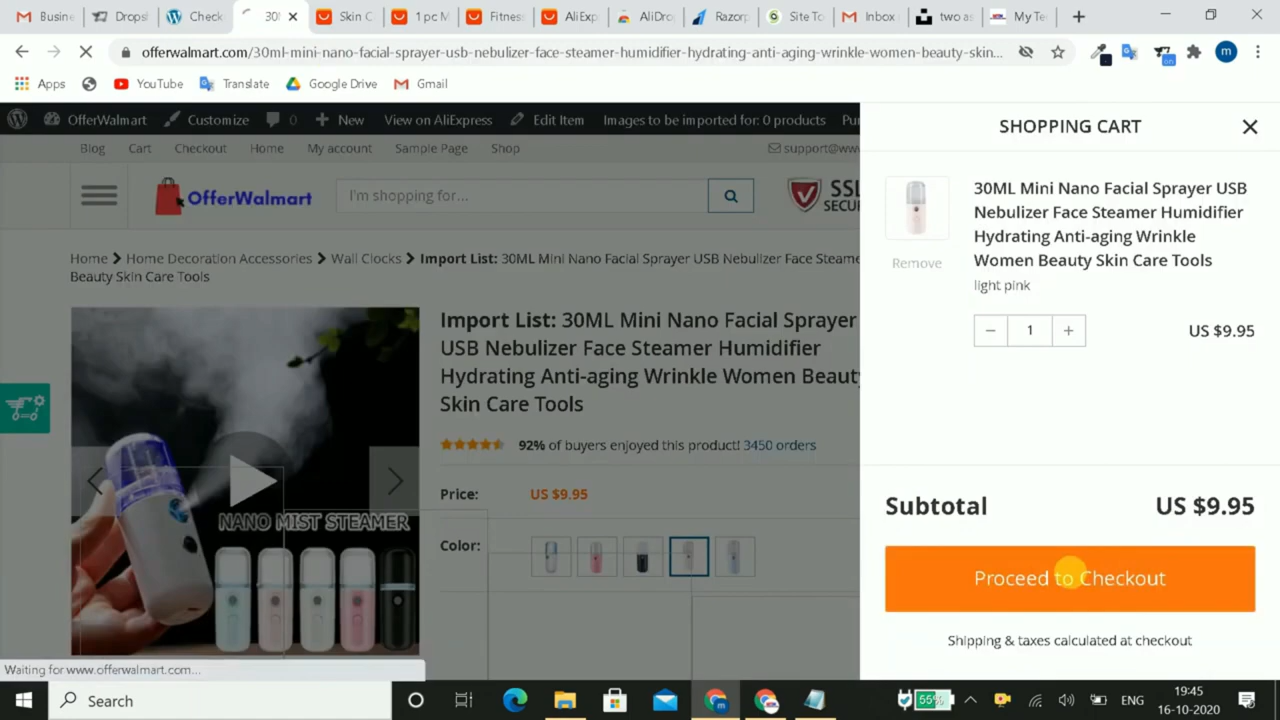 Busine
Dropsl
Check
30l
Skin C
1 pc M
Fitnes
AliExp
AliDro
Razorp
Site To
Inbox
two a
My Te
offerwalmart.com/30ml-mini-nano-facial-sprayer-usb-nebulizer-face-steamer-humidifier-hydrating-anti-aging-wrinkle-women-beauty-skin...
on
m
Apps
YouTube
Translate
Google Drive
Gmail
OfferWalmart
Customize
0
New
View on AliExpress
Edit Item
Images to be imported for: 0 products
Pu
Blog
Cart
Checkout
Home
My account
Sample Page
Shop
support@ww
OfferWalmart
I'm shopping for...
SSL
SECUR
Home > Home Decoration Accessories > Wall Clocks > Import List: 30ML Mini Nano Facial Sprayer USB Nebulizer Face Steame
Beauty Skin Care Tools
NANO MIST STEAMER
Import List: 30ML Mini Nano Facial Sprayer
USB Nebulizer Face Steamer Humidifier
Hydrating Anti-aging Wrinkle Women Beauty
Skin Care Tools
92% of buyers enjoyed this product! 3450 orders
Price: US $9.95
Color:
SHOPPING CART
30ML Mini Nano Facial Sprayer USB
Nebulizer Face Steamer Humidifier
Hydrating Anti-aging Wrinkle
Women Beauty Skin Care Tools
Remove
light pink
− 1 + US $9.95
Subtotal US $9.95
Proceed to Checkout
Shipping & taxes calculated at checkout
Waiting for www.offerwalmart.com...
Search
55%
ENG
19:45
16-10-2020